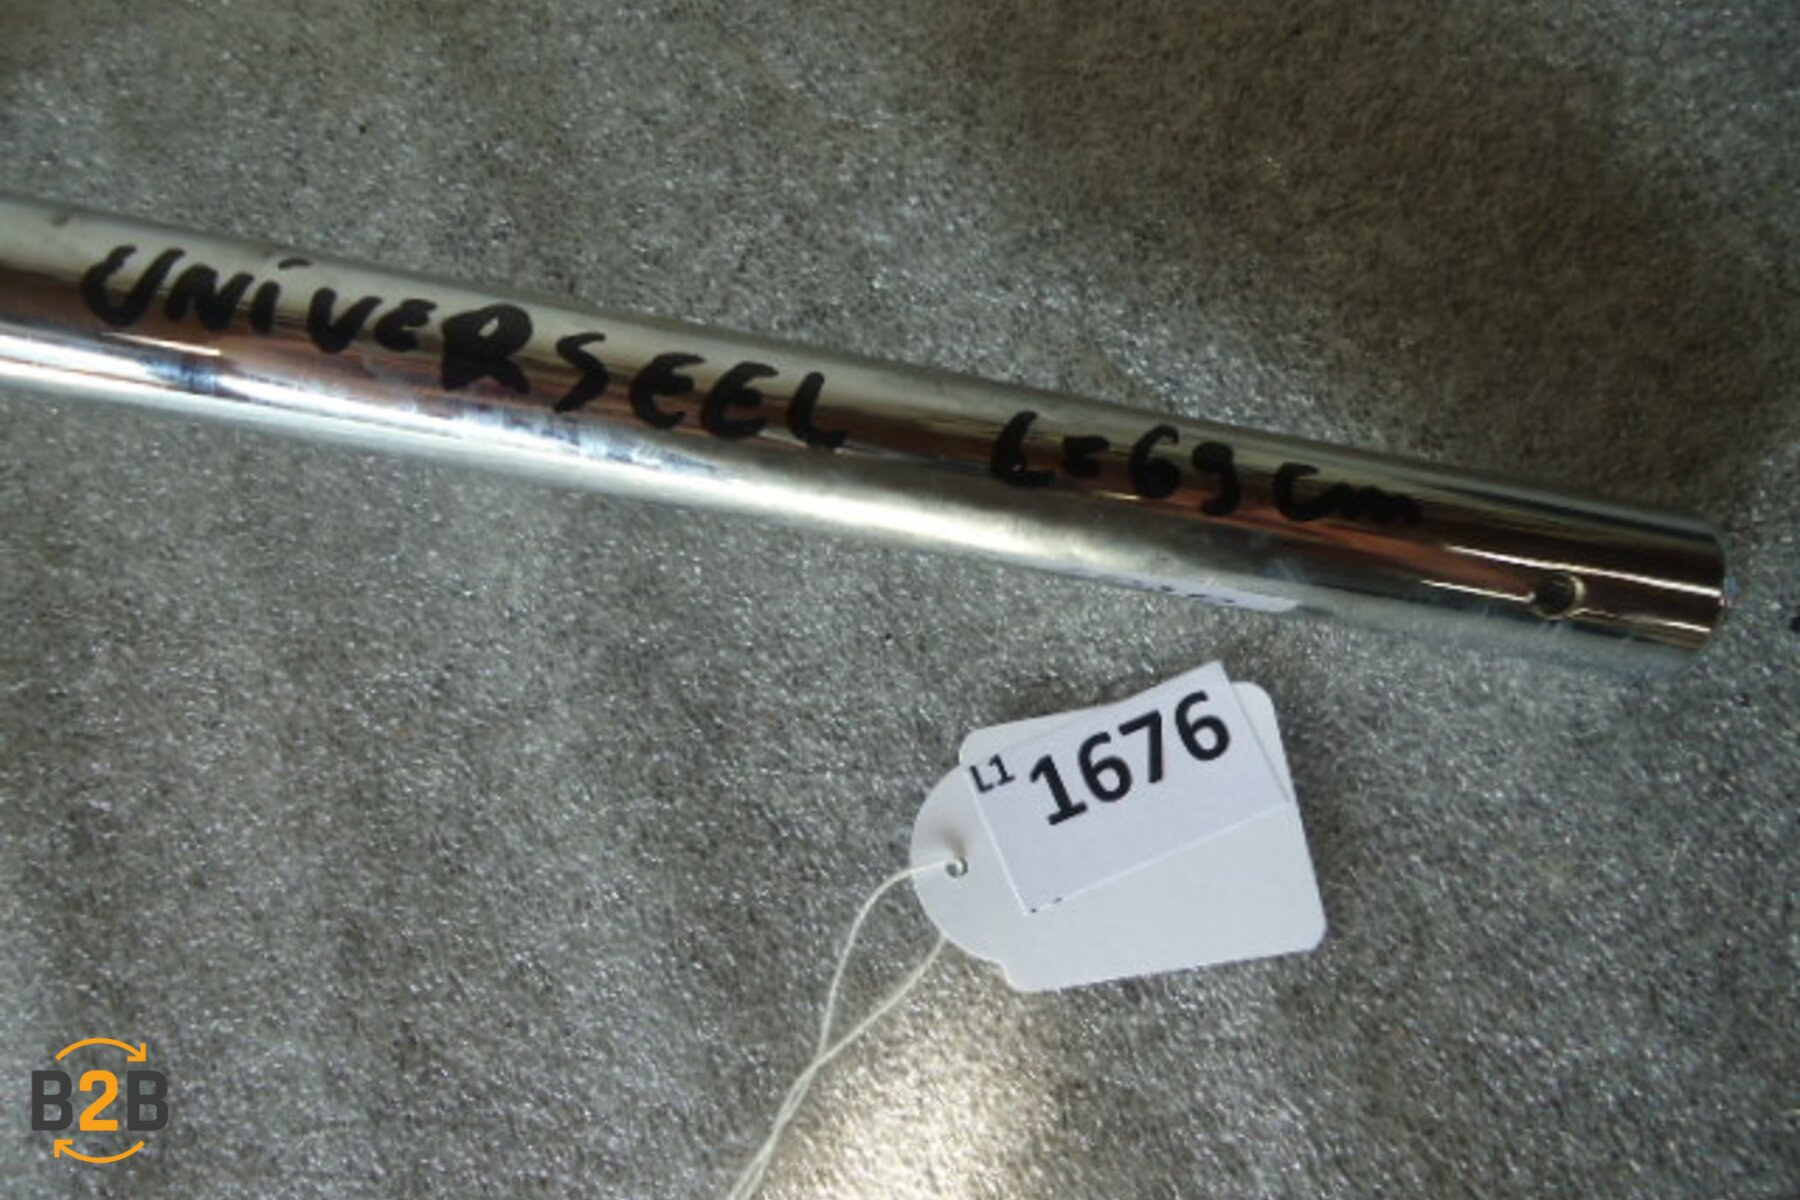 UNIVERSEEL L=69cm
L1 1676
B2B